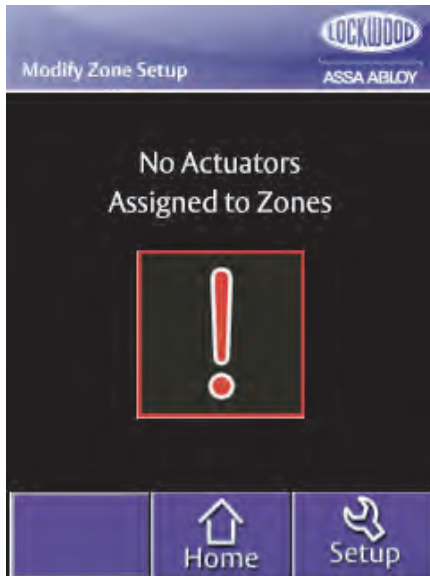 LOCKWOOD
Modify Zone Setup
ASSA ABLOY
No Actuators
Assigned to Zones
!
Home
Setup